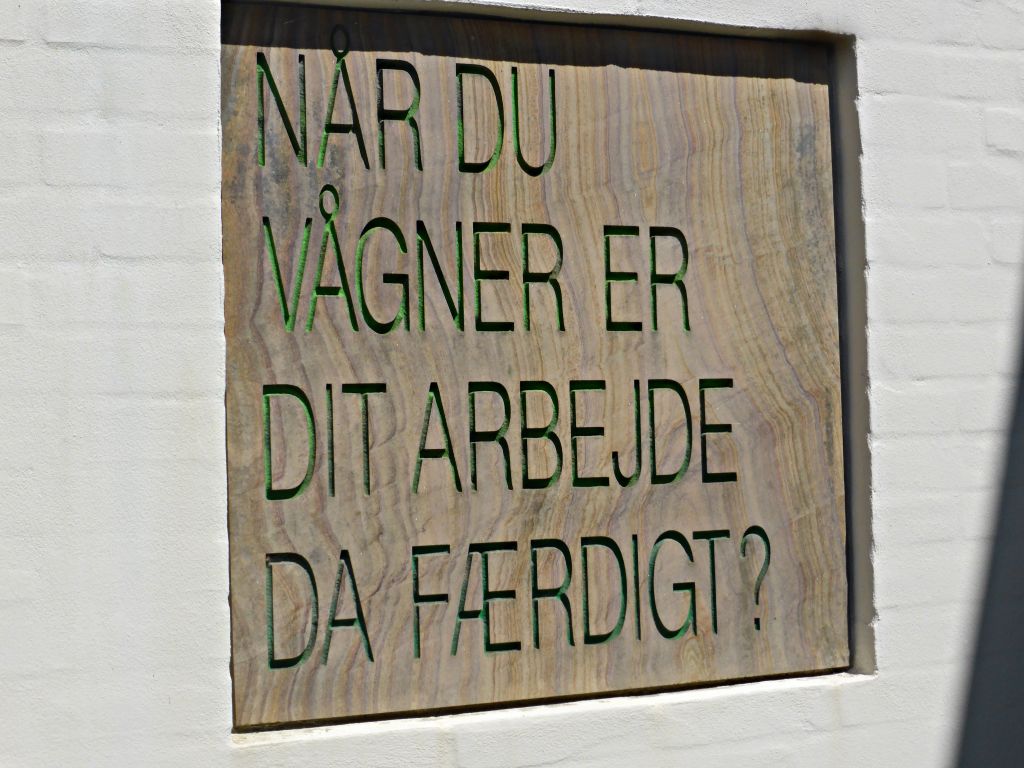 NÅR DU
VÅGNER ER
DIT ARBEJDE
DA FÆRDIGT?